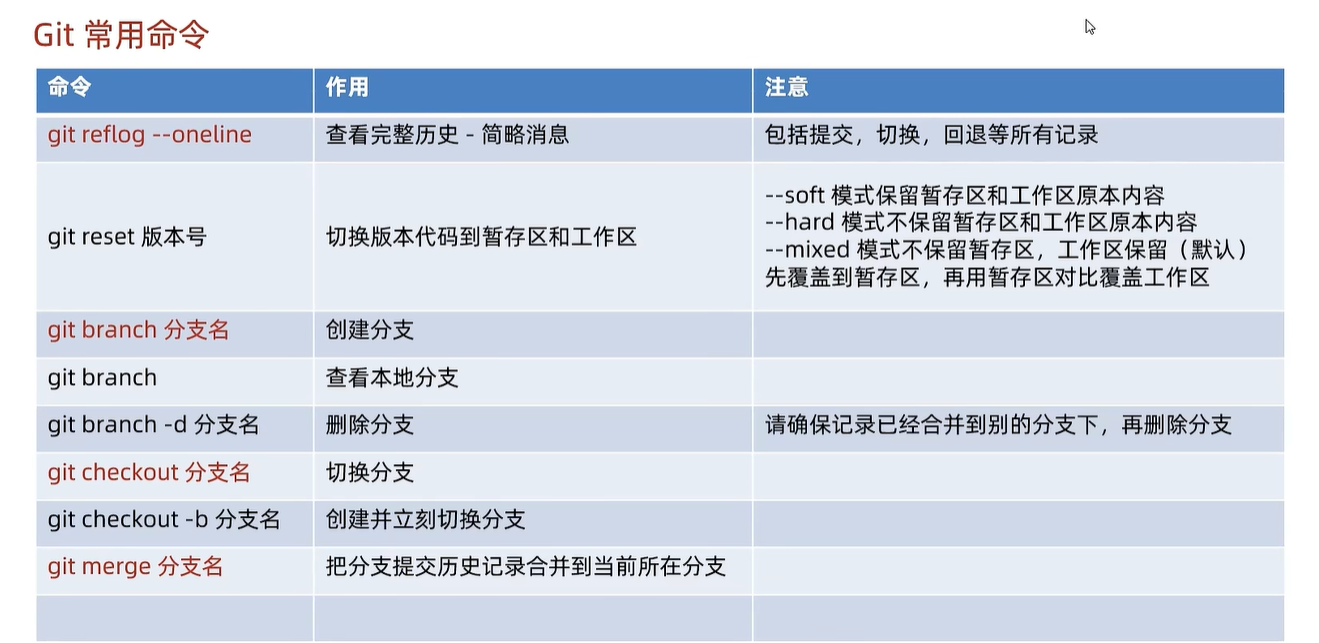 Git 常用命令
命令 作用 注意
git reflog --oneline 查看完整历史 - 简略消息 包括提交，切换，回退等所有记录
git reset 版本号 切换版本代码到暂存区和工作区
--soft 模式保留暂存区和工作区原本内容
--hard 模式不保留暂存区和工作区原本内容
--mixed 模式不保留暂存区，工作区保留（默认）
先覆盖到暂存区，再用暂存区对比覆盖工作区
git branch 分支名 创建分支
git branch 查看本地分支
git branch -d 分支名 删除分支 请确保记录已经合并到别的分支下，再删除分支
git checkout 分支名 切换分支
git checkout -b 分支名 创建并立刻切换分支
git merge 分支名 把分支提交历史记录合并到当前所在分支